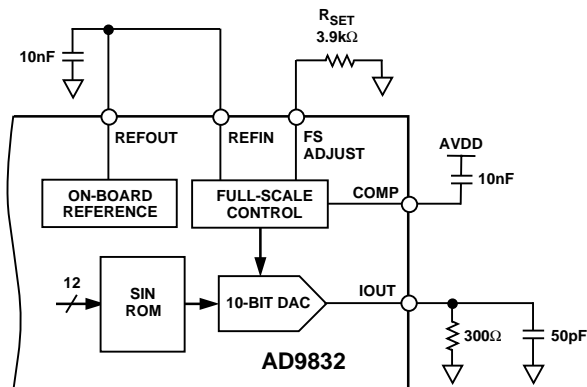 R_SET
3.9kΩ
10nF
REFOUT
REFIN
FS
ADJUST
AVDD
10nF
ON-BOARD
REFERENCE
FULL-SCALE
CONTROL
COMP
12
SIN
ROM
10-BIT DAC
IOUT
300Ω
50pF
AD9832